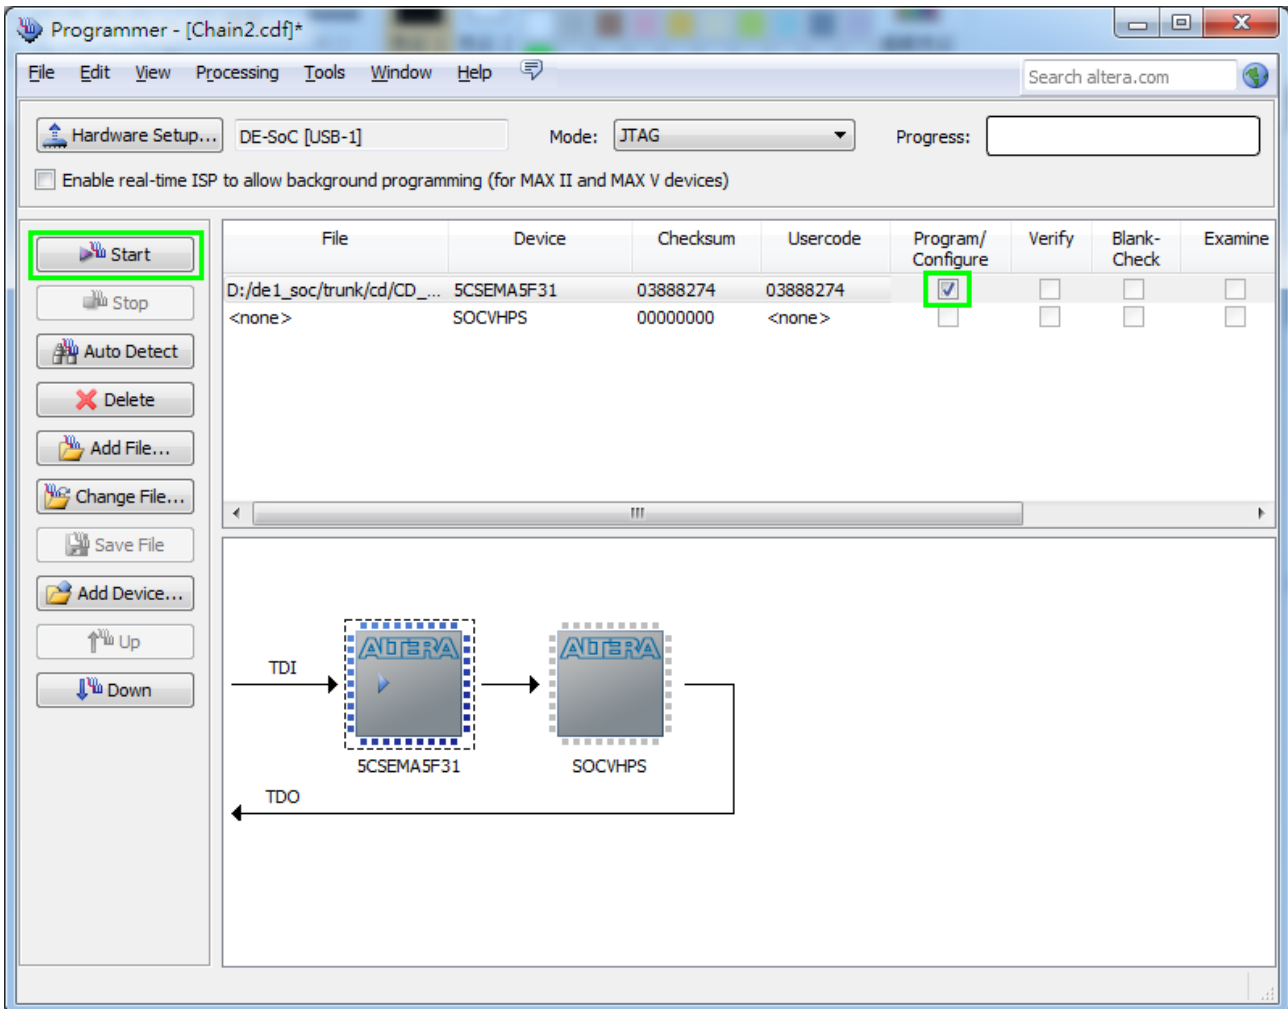 Programmer - [Chain2.cdf]*
File Edit View Processing Tools Window Help
Search altera.com
Hardware Setup... DE-SoC [USB-1] Mode: JTAG Progress:
Enable real-time ISP to allow background programming (for MAX II and MAX V devices)
Start
Stop
Auto Detect
Delete
Add File...
Change File...
Save File
Add Device...
Up
Down
File Device Checksum Usercode Program/ Configure Verify Blank- Check Examine
D:/de1_soc/trunk/cd/CD_... 5CSEMA5F31 03888274 03888274
<none> SOCVHPS 00000000 <none>
TDI
ALTERA
ALTERA
5CSEMA5F31
SOCVHPS
TDO